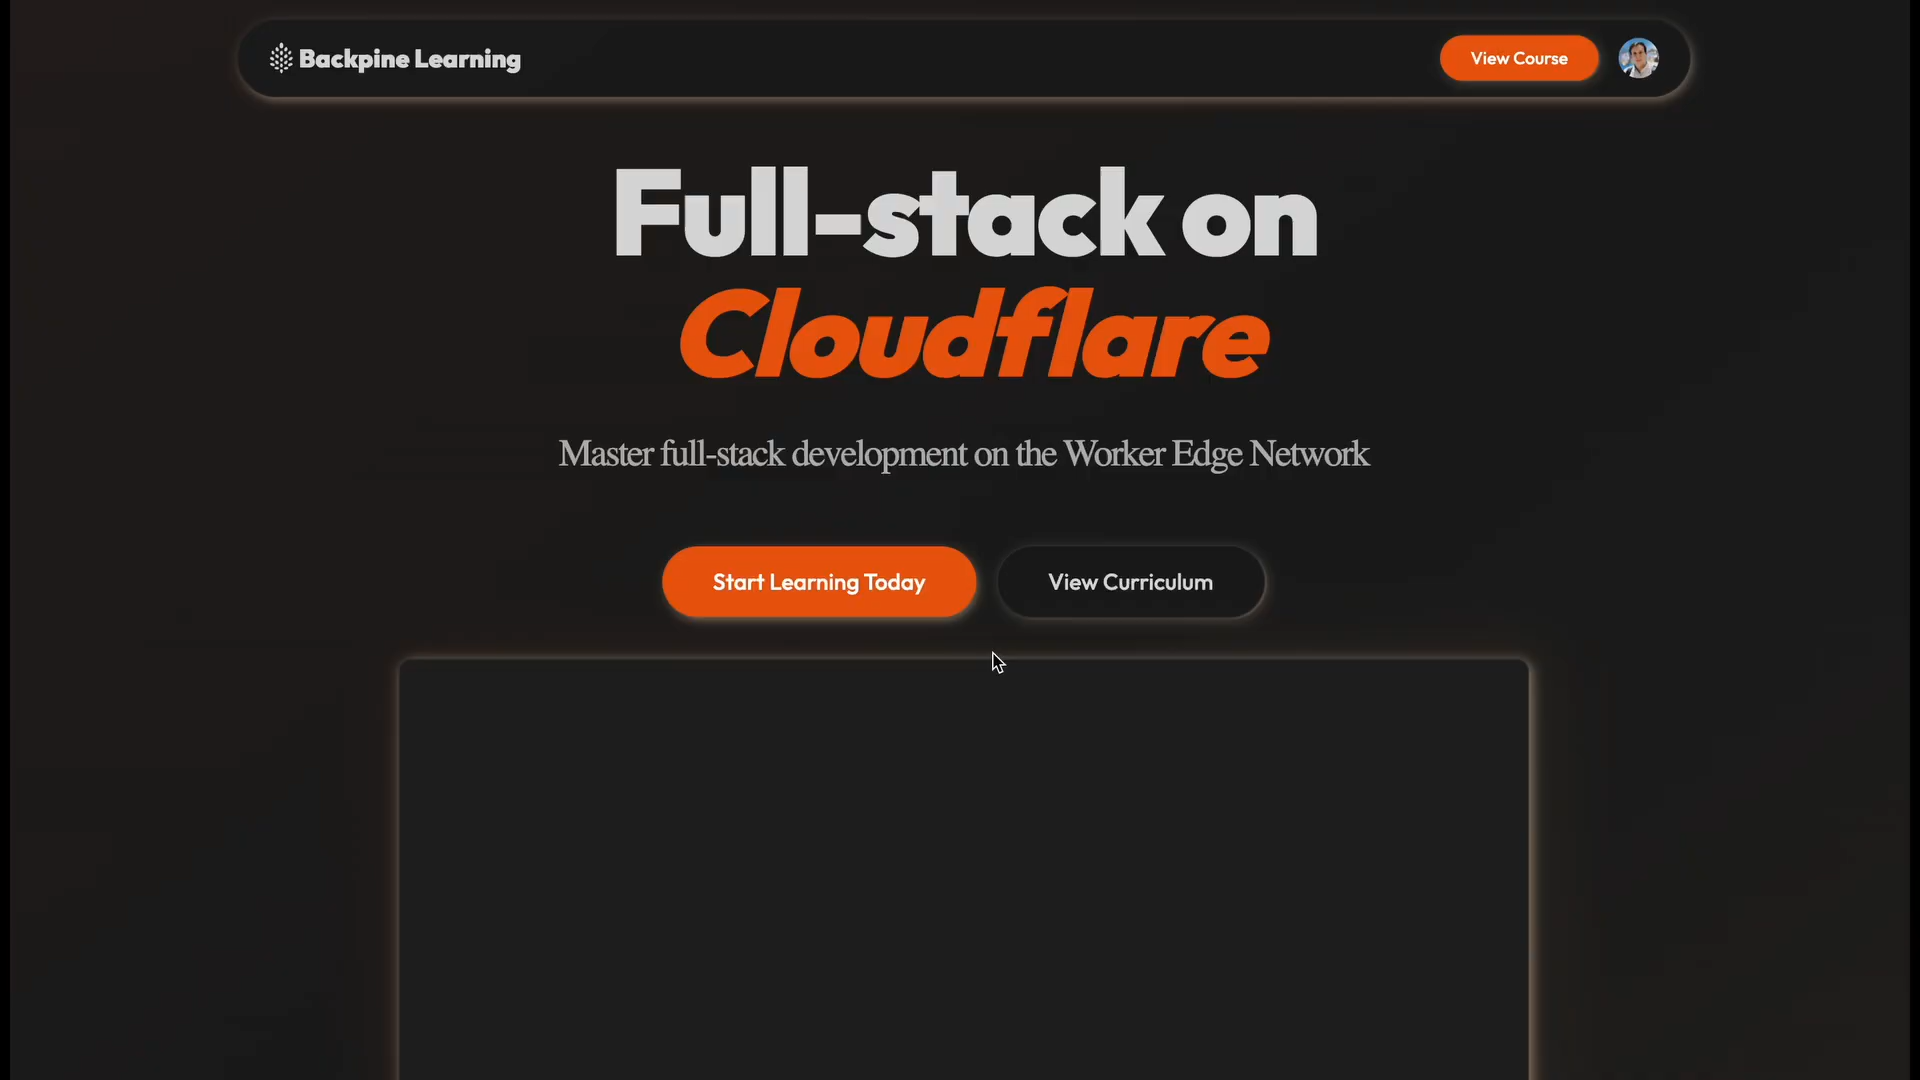 Backpine Learning
View Course
Full-stack on
Cloudflare
Master full-stack development on the Worker Edge Network
Start Learning Today
View Curriculum